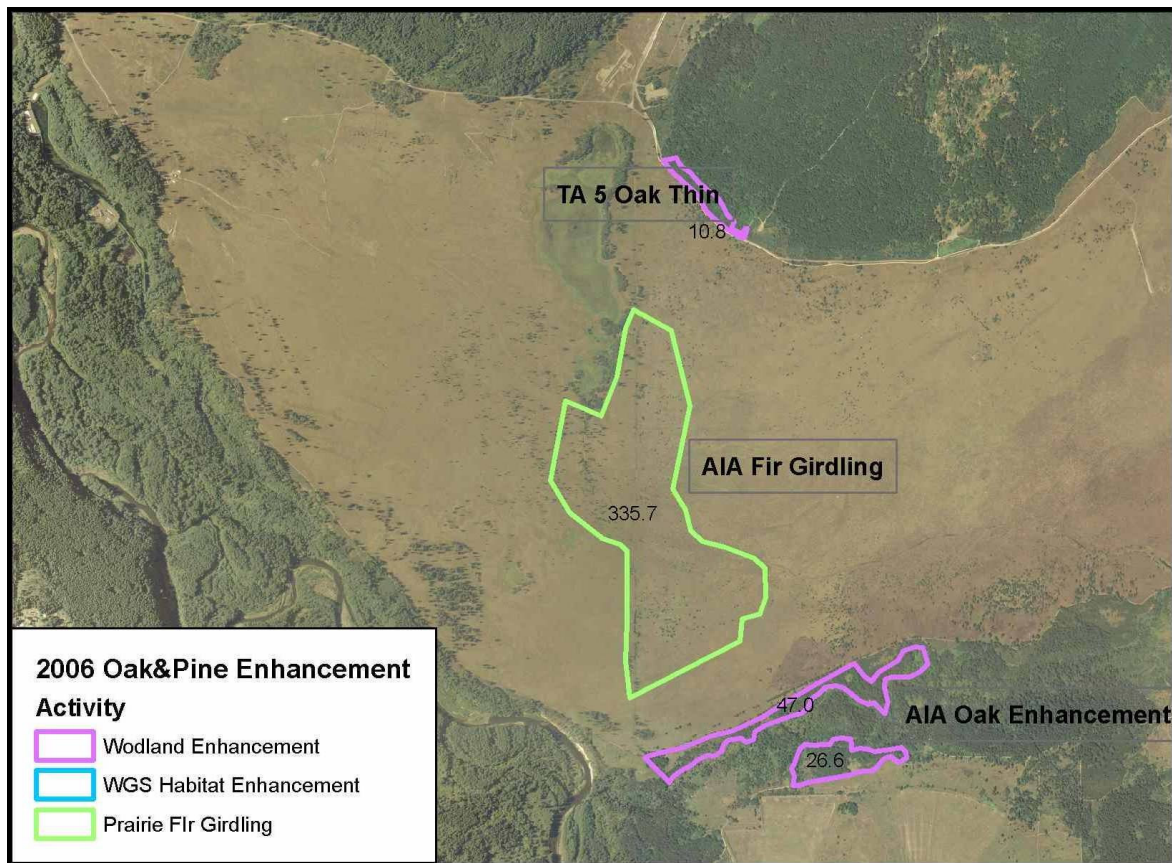 TA 5 Oak Thin
10.8
AIA Fir Girdling
335.7
47.0
AIA Oak Enhancement
26.6
2006 Oak&Pine Enhancement
Activity
Wodland Enhancement
WGS Habitat Enhancement
Prairie FIr Girdling